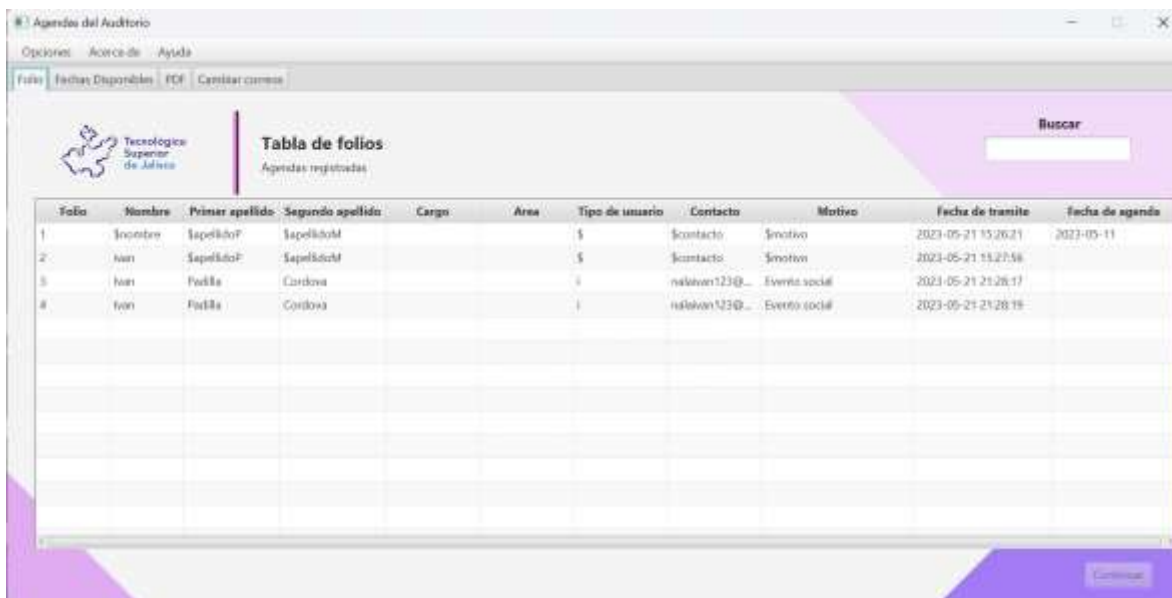 Agendas del Auditorio
Opciones Acerca de Ayuda
Folio Fechas Disponibles PDF Cambiar correos
Tecnológico
Superior
de Jalisco
Tabla de folios
Agendas registradas
Buscar
Folio Nombre Primer apellido Segundo apellido Cargo Area Tipo de usuario Contacto Motivo Fecha de tramite Fecha de agenda
1 $nombre $apellidoP $apellidoM $ $contacto $motivo 2023-05-21 15:26:21 2023-05-11
2 Ivan $apellidoP $apellidoM $ $contacto $motivo 2023-05-21 15:27:56
3 Ivan Padilla Cordova i nalaivan123@... Evento social 2023-05-21 21:28:17
4 Ivan Padilla Cordova i nalaivan123@... Evento social 2023-05-21 21:28:19
Continuar